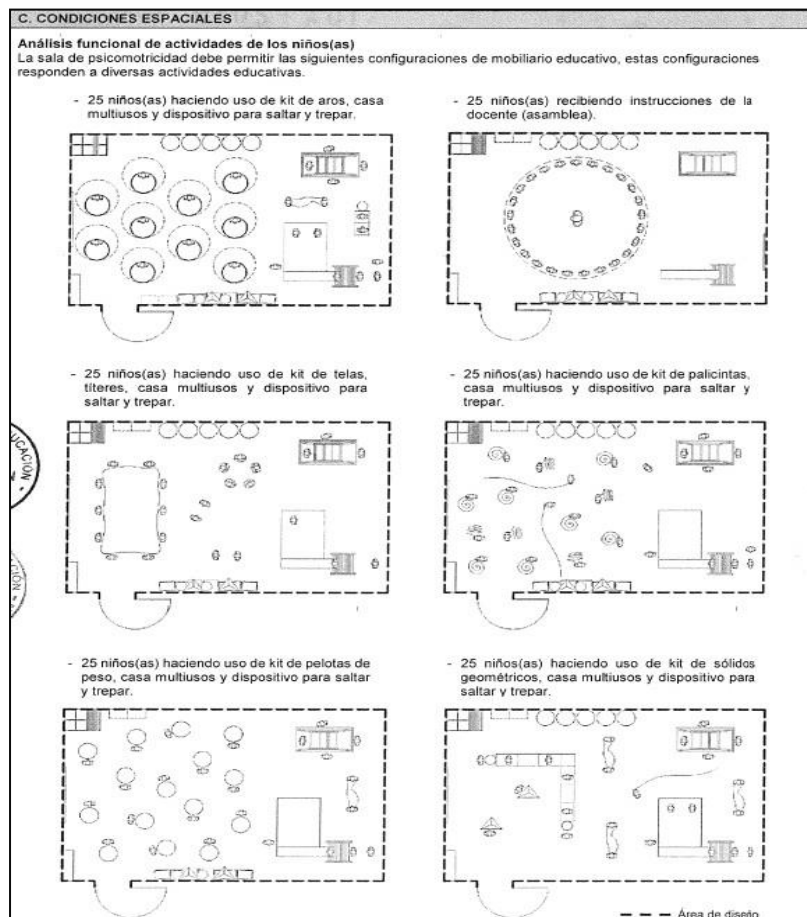 C. CONDICIONES ESPACIALES
Análisis funcional de actividades de los niños(as)
La sala de psicomotricidad debe permitir las siguientes configuraciones de mobiliario educativo, estas configuraciones
responden a diversas actividades educativas.
- 25 niños(as) haciendo uso de kit de aros, casa
multiusos y dispositivo para saltar y trepar.
- 25 niños(as) recibiendo instrucciones de la
docente (asamblea).
- 25 niños(as) haciendo uso de kit de telas,
títeres, casa multiusos y dispositivo para
saltar y trepar.
- 25 niños(as) haciendo uso de kit de palicintas,
casa multiusos y dispositivo para saltar y
trepar.
UCACIÓN
CIÓN
- 25 niños(as) haciendo uso de kit de pelotas de
peso, casa multiusos y dispositivo para saltar
y trepar.
- 25 niños(as) haciendo uso de kit de sólidos
geométricos, casa multiusos y dispositivo para
saltar y trepar.
Área de diseño